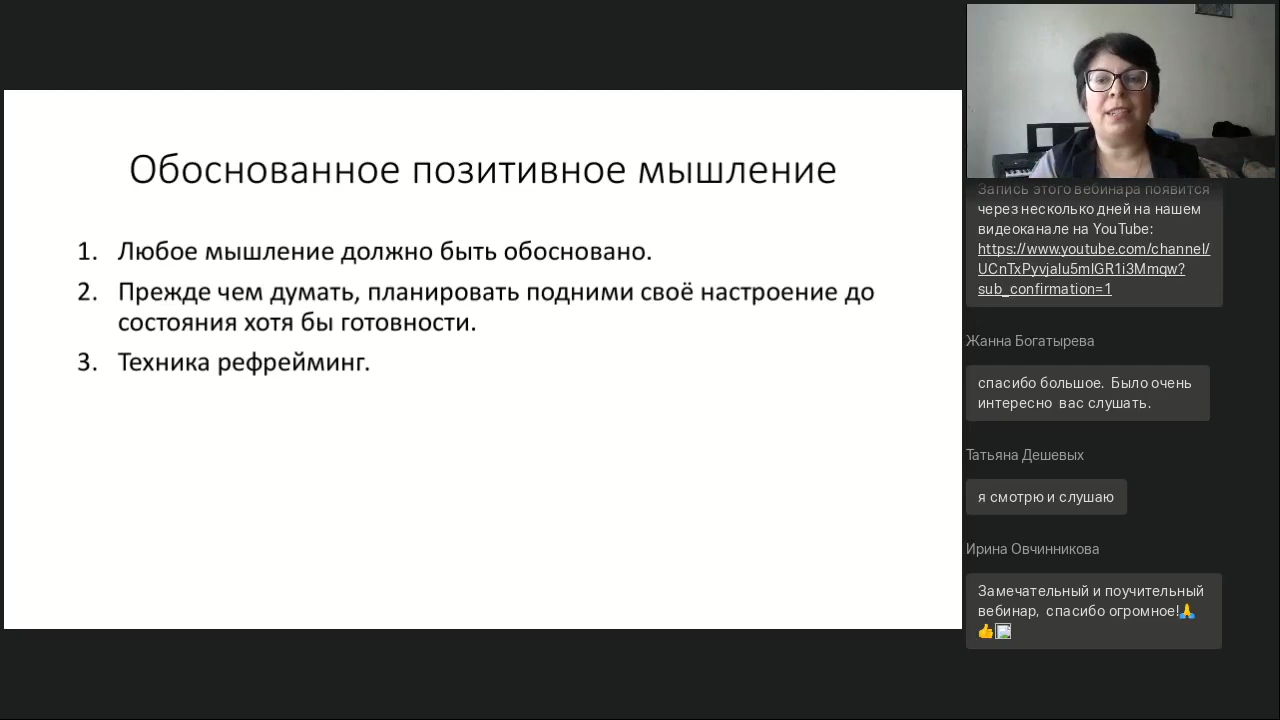 Обоснованное позитивное мышление
1. Любое мышление должно быть обосновано.
2. Прежде чем думать, планировать подними своё настроение до
состояния хотя бы готовности.
3. Техника рефрейминг.
Запись этого вебинара появится
через несколько дней на нашем
видеоканале на YouTube:
https://www.youtube.com/channel/
UCnTxPyvjalu5mlGR1i3Mmqw?
sub_confirmation=1
Жанна Богатырева
спасибо большое. Было очень
интересно вас слушать.
Татьяна Дешевых
я смотрю и слушаю
Ирина Овчинникова
Замечательный и поучительный
вебинар, спасибо огромное!🙏
👍